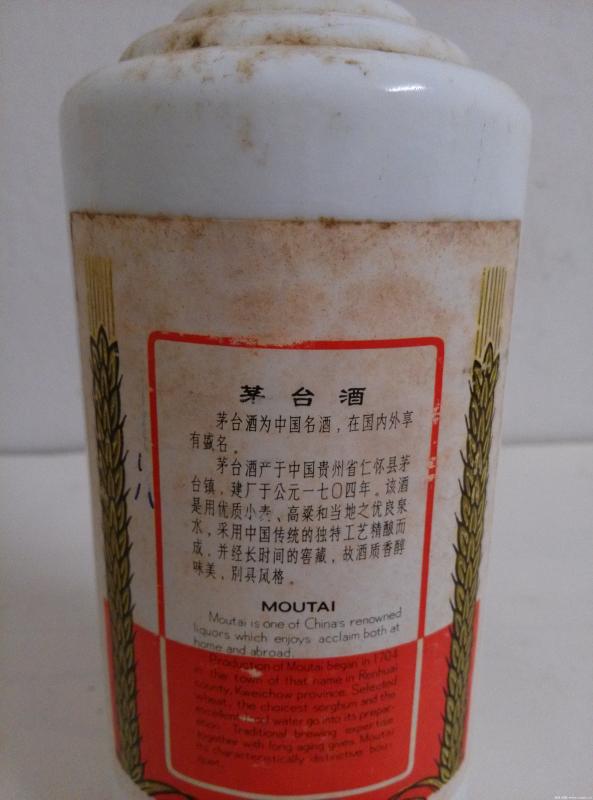 茅台酒
茅台酒为中国名酒，在国内外享
有盛名。
茅台酒产于中国贵州省仁怀县茅
台镇，建厂于公元一七〇四年。该酒
是用优质小麦、高粱和当地之优良泉
水，采用中国传统的独特工艺精酿而
成，并经长时间的窖藏，故酒质香醇
味美，别具风格。
MOUTAI
Moutai is one of China's renowned
liquors which enjoys acclaim both at
home and abroad.
Production of Moutai began in 1704
in the town of that name in Renhuai
county, Kweichow province. Selected
wheat, the choicest sorghum and the
excellent local water go into its prepar-
ation. Traditional brewing expertise
together with long aging gives Moutai
its characteristically distinctive bou-
quet.